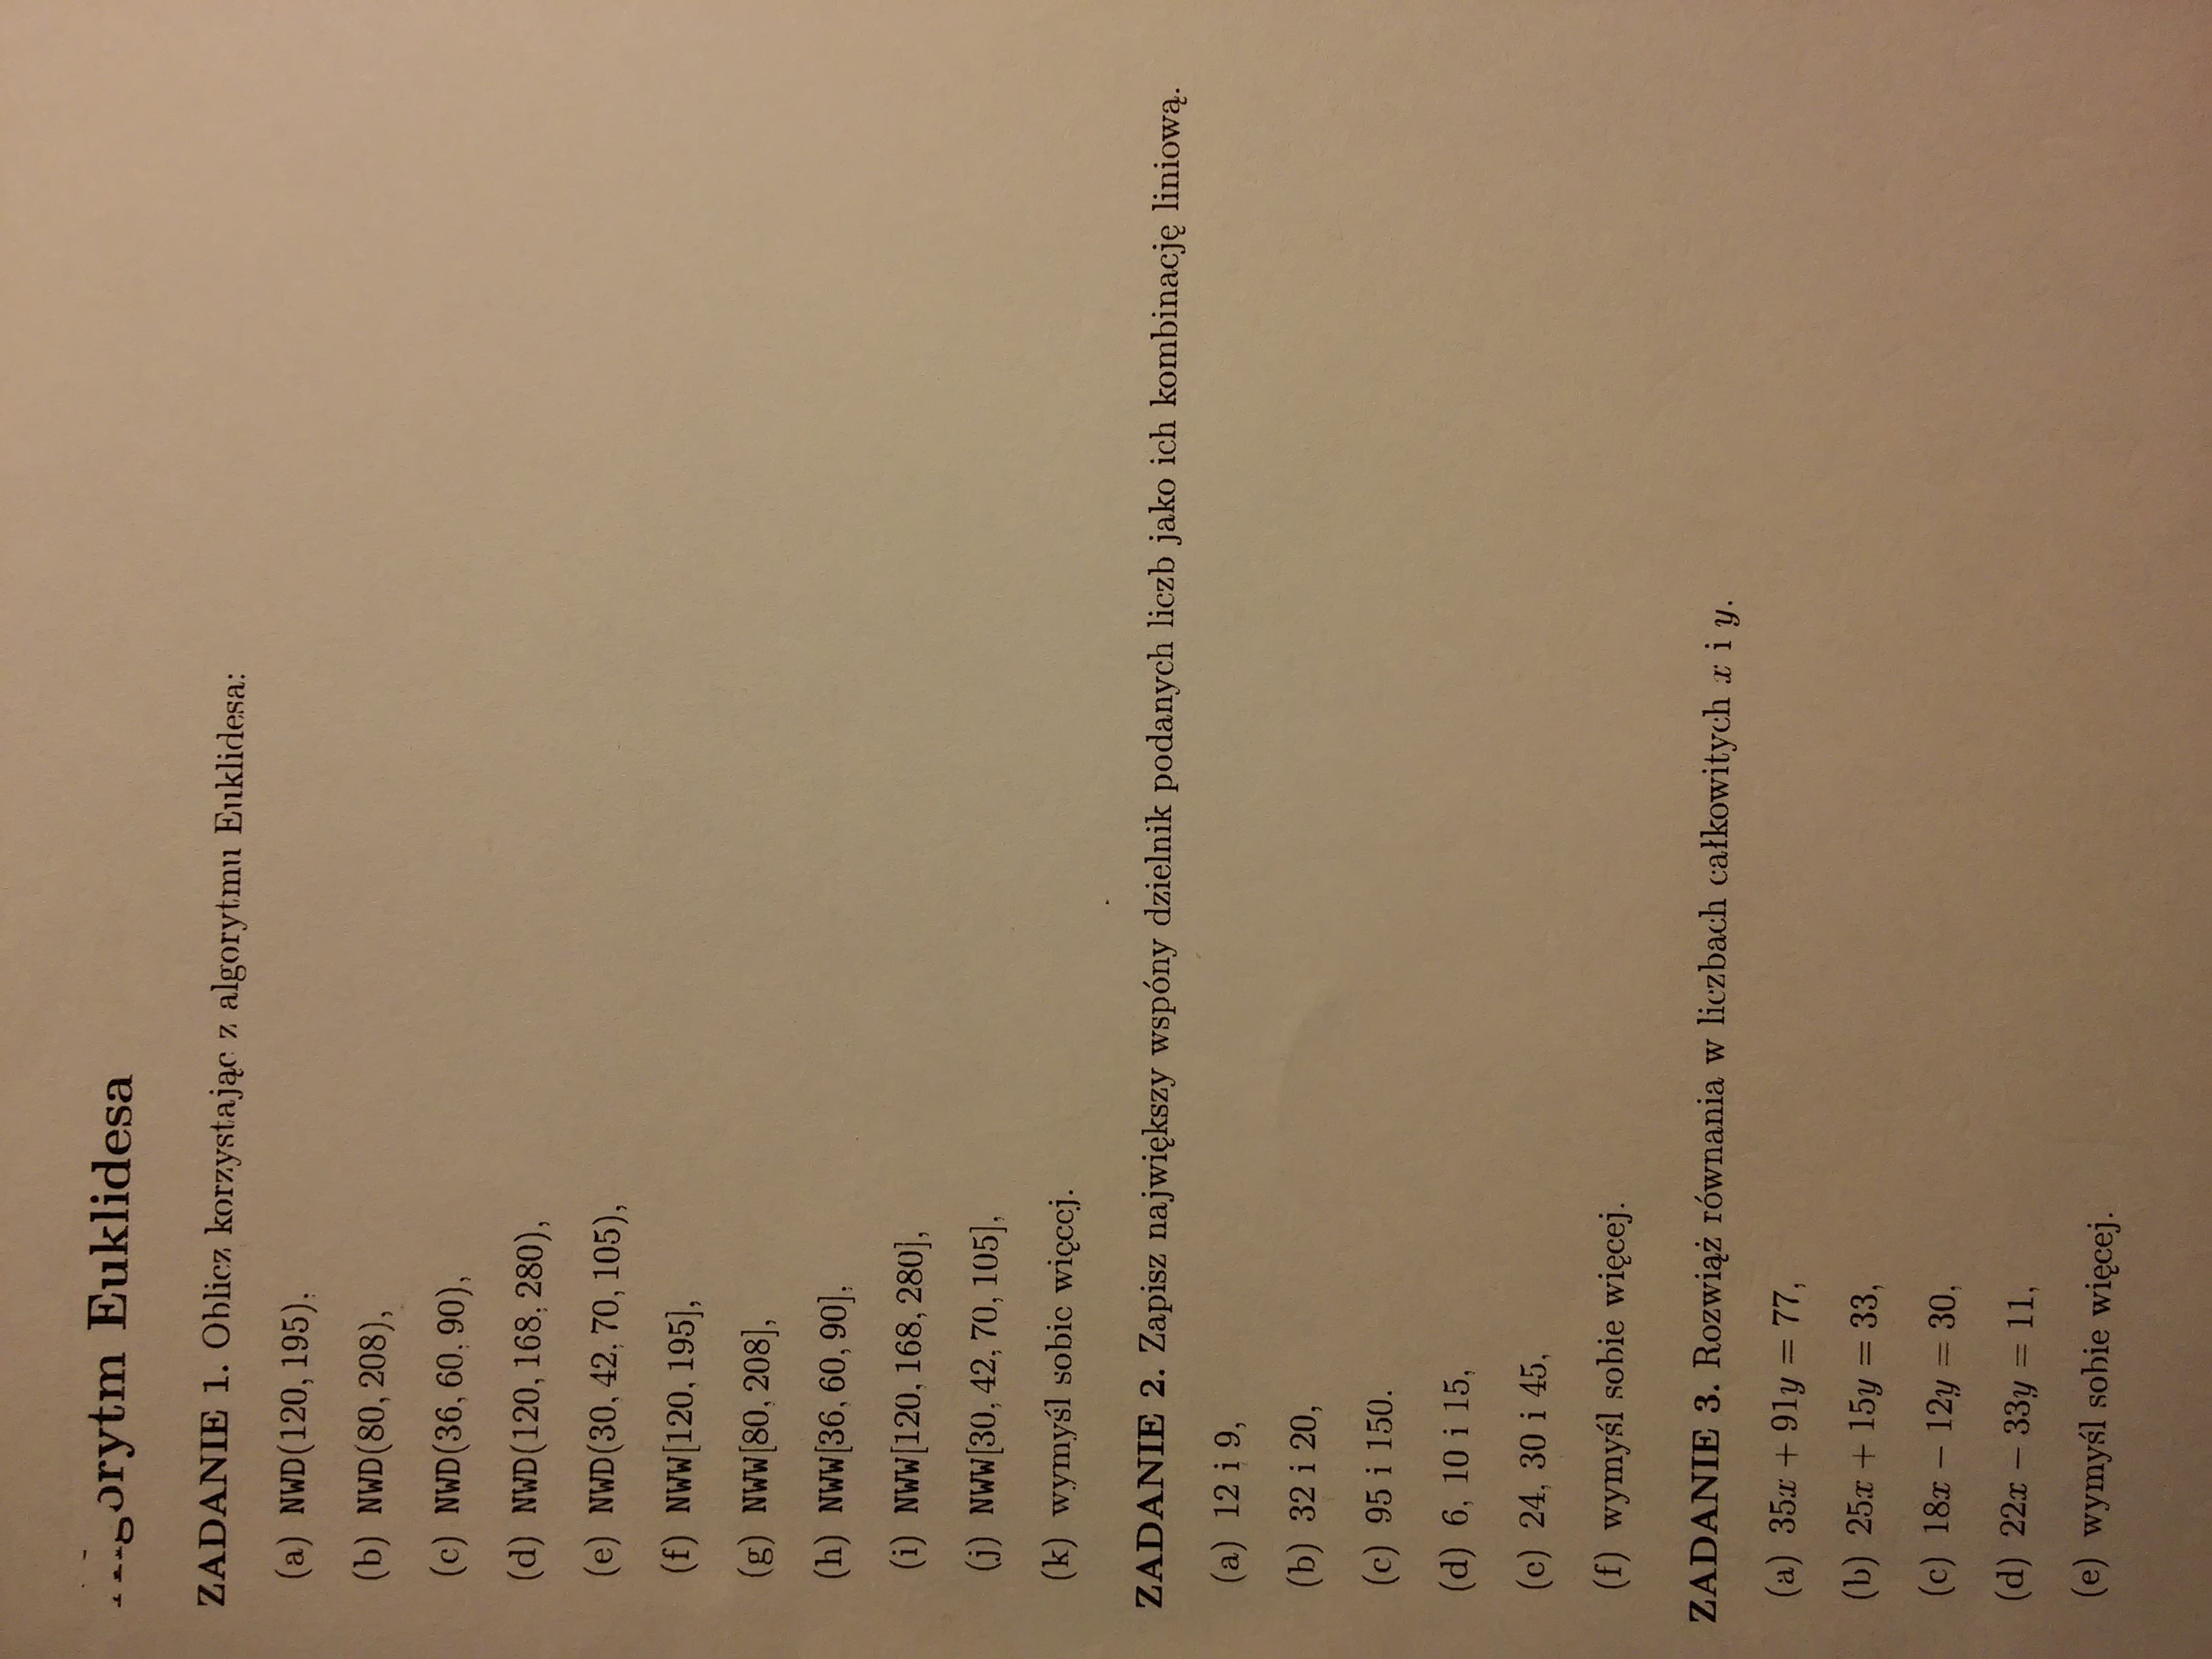 Algorytm Euklidesa
ZADANIE 1. Oblicz korzystając z algorytmu Euklidesa:
(a) NWD(120, 195),
(b) NWD(80, 208),
(c) NWD(36, 60, 90),
(d) NWD(120, 168, 280),
(e) NWD(30, 42, 70, 105),
(f) NWW[120, 195],
(g) NWW[80, 208],
(h) NWW[36, 60, 90],
(i) NWW[120, 168, 280],
(j) NWW[30, 42, 70, 105],
(k) wymyśl sobie więcej.
ZADANIE 2. Zapisz największy wspóny dzielnik podanych liczb jako ich kombinację liniową.
(a) 12 i 9,
(b) 32 i 20,
(c) 95 i 150.
(d) 6, 10 i 15,
(e) 24, 30 i 45,
(f) wymyśl sobie więcej.
ZADANIE 3. Rozwiąż równania w liczbach całkowitych x i y.
(a) 35x + 91y = 77,
(b) 25x + 15y = 33,
(c) 18x − 12y = 30,
(d) 22x − 33y = 11,
(e) wymyśl sobie więcej.